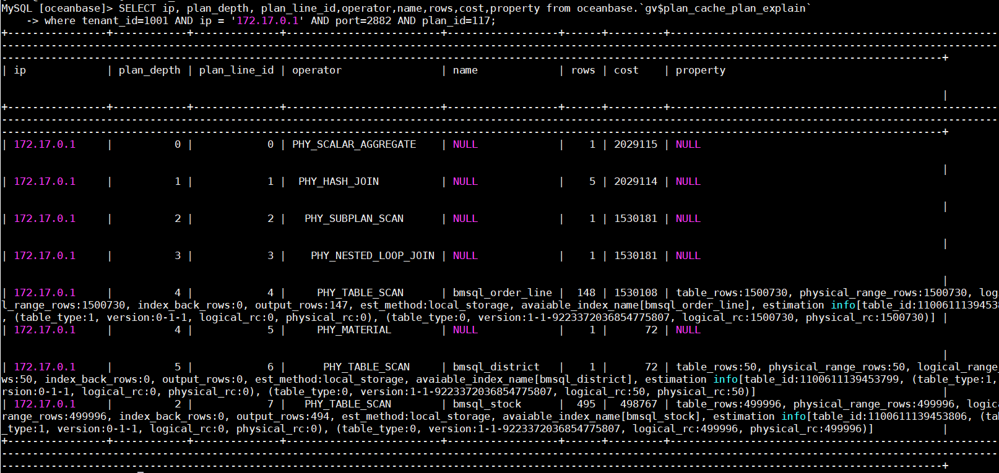 MySQL [oceanbase]> SELECT ip, plan_depth, plan_line_id,operator,name,rows,cost,property from oceanbase.`gv$plan_cache_plan_explain`
    -> where tenant_id=1001 AND ip = '172.17.0.1' AND port=2882 AND plan_id=117;
| ip | plan_depth | plan_line_id | operator | name | rows | cost | property
|
| 172.17.0.1 | 0 | 0 | PHY_SCALAR_AGGREGATE | NULL | 1 | 2029115 | NULL
|
| 172.17.0.1 | 1 | 1 | PHY_HASH_JOIN | NULL | 5 | 2029114 | NULL
|
| 172.17.0.1 | 2 | 2 | PHY_SUBPLAN_SCAN | NULL | 1 | 1530181 | NULL
|
| 172.17.0.1 | 3 | 3 | PHY_NESTED_LOOP_JOIN | NULL | 1 | 1530181 | NULL
|
| 172.17.0.1 | 4 | 4 | PHY_TABLE_SCAN | bmsql_order_line | 148 | 1530108 | table_rows:1500730, physical_range_rows:1500730, logi
l_range_rows:1500730, index_back_rows:0, output_rows:147, est_method:local_storage, avaiable_index_name[bmsql_order_line], estimation info[table_id:11006111394538
, (table_type:1, version:0-1-1, logical_rc:0, physical_rc:0), (table_type:0, version:1-1-9223372036854775807, logical_rc:1500730, physical_rc:1500730)] |
| 172.17.0.1 | 4 | 5 | PHY_MATERIAL | NULL | 1 | 72 | NULL
|
| 172.17.0.1 | 5 | 6 | PHY_TABLE_SCAN | bmsql_district | 1 | 72 | table_rows:50, physical_range_rows:50, logical_range_
ws:50, index_back_rows:0, output_rows:0, est_method:local_storage, avaiable_index_name[bmsql_district], estimation info[table_id:1100611139453799, (table_type:1,
rsion:0-1-1, logical_rc:0, physical_rc:0), (table_type:0, version:1-1-9223372036854775807, logical_rc:50, physical_rc:50)] |
| 172.17.0.1 | 2 | 7 | PHY_TABLE_SCAN | bmsql_stock | 495 | 498767 | table_rows:499996, physical_range_rows:499996, logica
range_rows:499996, index_back_rows:0, output_rows:494, est_method:local_storage, avaiable_index_name[bmsql_stock], estimation info[table_id:1100611139453806, (tab
_type:1, version:0-1-1, logical_rc:0, physical_rc:0), (table_type:0, version:1-1-9223372036854775807, logical_rc:499996, physical_rc:499996)] |